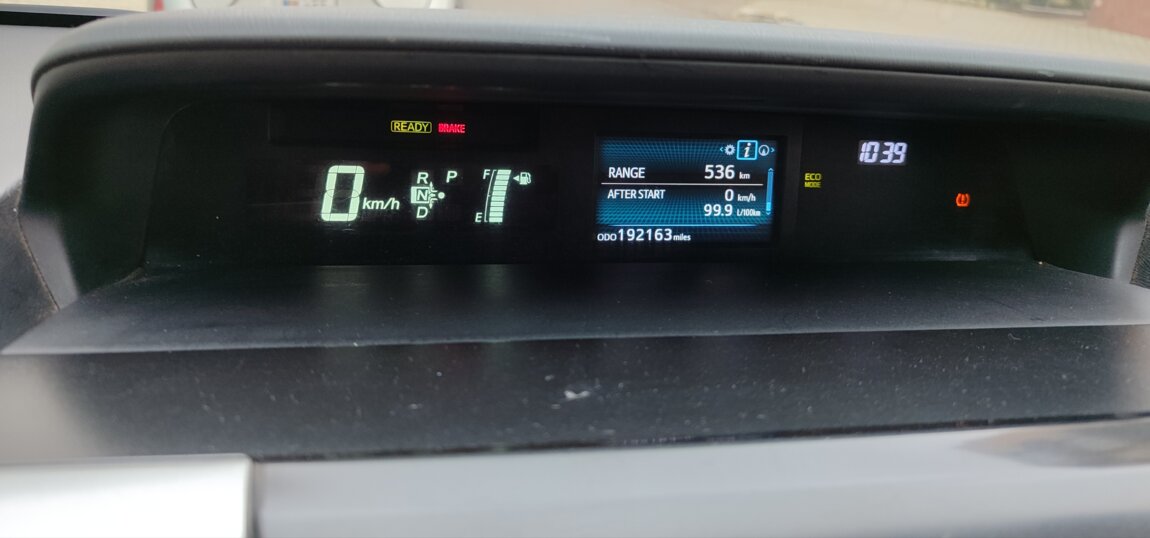 READY BRAKE
0 km/h
R P
N
D
F
E
i
RANGE 536 km
AFTER START 0 km/h
99.9 L/100km
ODO 192163 miles
ECO
MODE
10:39